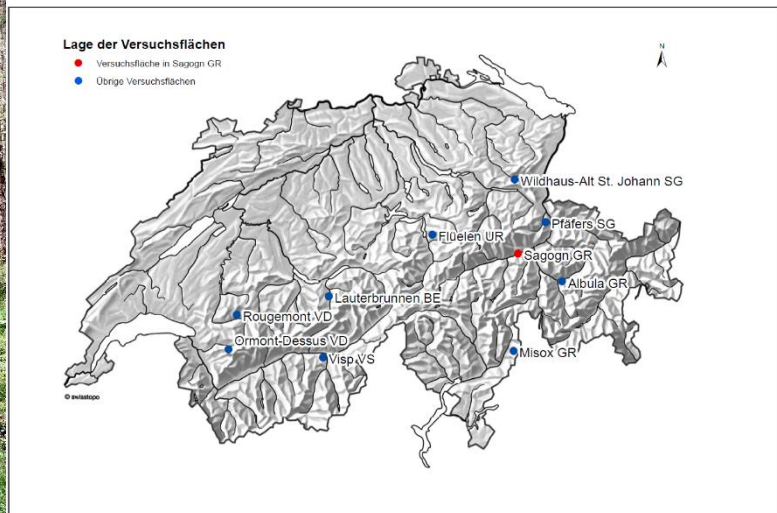 Lage der Versuchsflächen
Versuchsfläche in Sagogn GR
Übrige Versuchsflächen
N
Wildhaus-Alt St. Johann SG
Pfäfers SG
Flüelen UR
Sagogn GR
Albula GR
Lauterbrunnen BE
Rougemont VD
Ormont-Dessus VD
Visp VS
Misox GR
© swisstopo